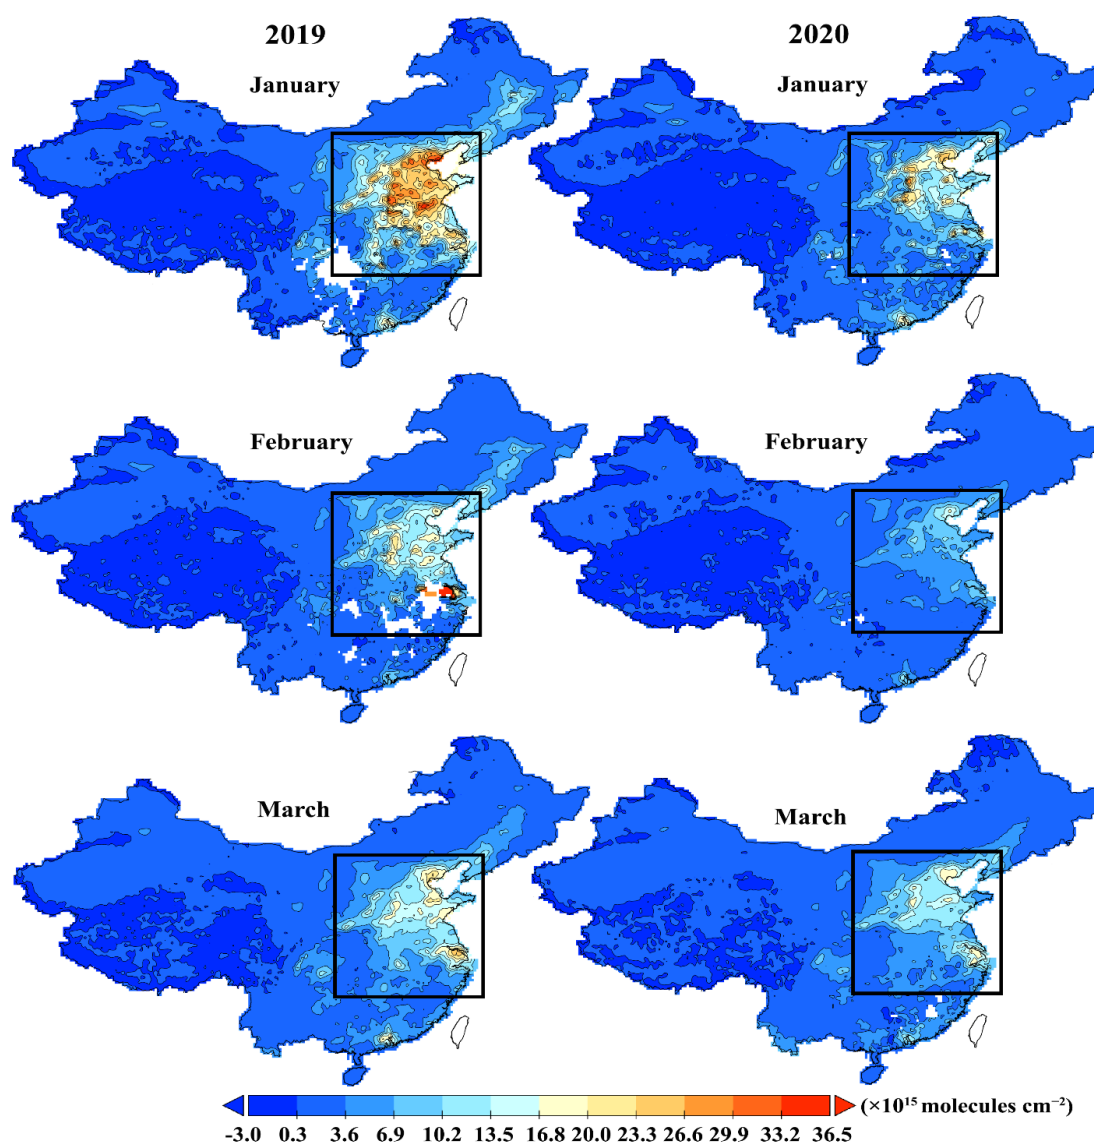 2019
2020
January
January
February
February
March
March
(×10¹⁵ molecules cm⁻²)
-3.0 0.3 3.6 6.9 10.2 13.5 16.8 20.0 23.3 26.6 29.9 33.2 36.5